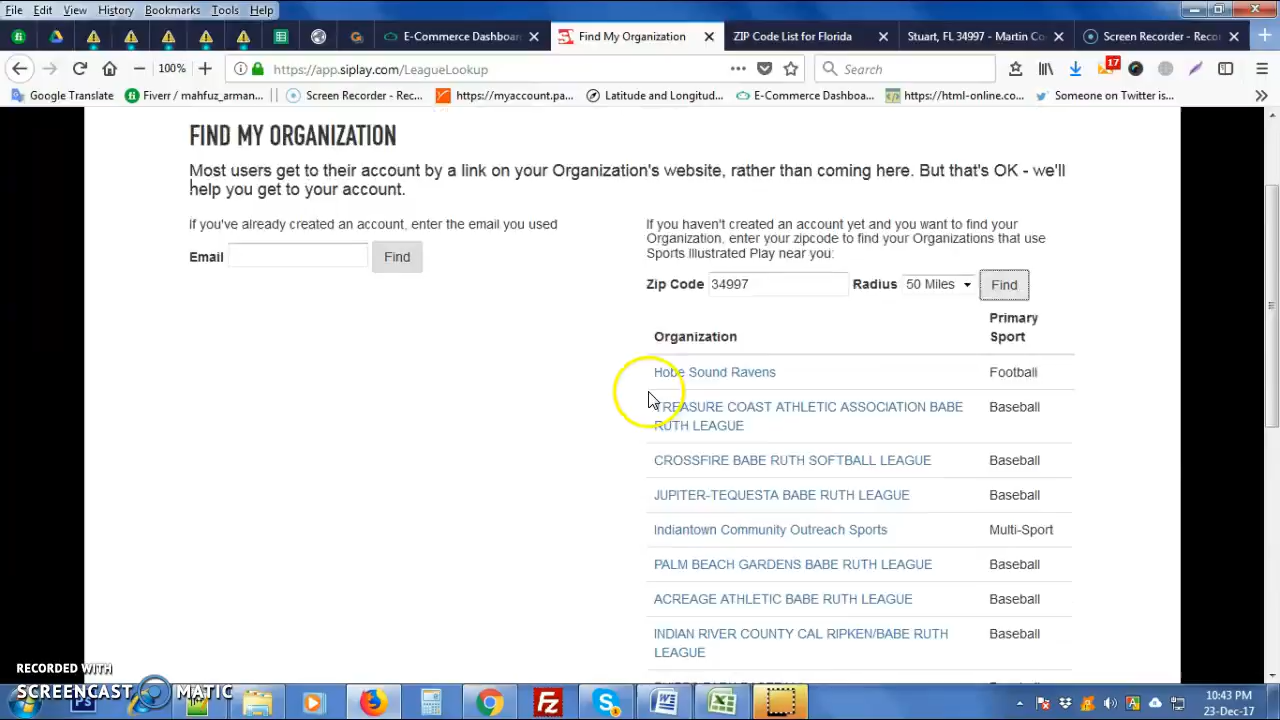 File Edit View History Bookmarks Tools Help
E-Commerce Dashboar
Find My Organization
ZIP Code List for Florida
Stuart, FL 34997 - Martin Co
Screen Recorder - Reco
100%
https://app.siplay.com/LeagueLookup
Search
17
Google Translate
Fiverr / mahfuz_arman...
Screen Recorder - Rec...
https://myaccount.pa...
Latitude and Longitud...
E-Commerce Dashboa...
https://html-online.co...
Someone on Twitter is...
FIND MY ORGANIZATION
Most users get to their account by a link on your Organization's website, rather than coming here. But that's OK - we'll
help you get to your account.
If you've already created an account, enter the email you used
Email
Find
If you haven't created an account yet and you want to find your
Organization, enter your zipcode to find your Organizations that use
Sports Illustrated Play near you:
Zip Code 34997 Radius 50 Miles Find
Organization Primary
Sport
Hobe Sound Ravens Football
TREASURE COAST ATHLETIC ASSOCIATION BABE Baseball
RUTH LEAGUE
CROSSFIRE BABE RUTH SOFTBALL LEAGUE Baseball
JUPITER-TEQUESTA BABE RUTH LEAGUE Baseball
Indiantown Community Outreach Sports Multi-Sport
PALM BEACH GARDENS BABE RUTH LEAGUE Baseball
ACREAGE ATHLETIC BABE RUTH LEAGUE Baseball
INDIAN RIVER COUNTY CAL RIPKEN/BABE RUTH Baseball
LEAGUE
RECORDED WITH
SCREENCAST MATIC
Ps
10:43 PM
23-Dec-17